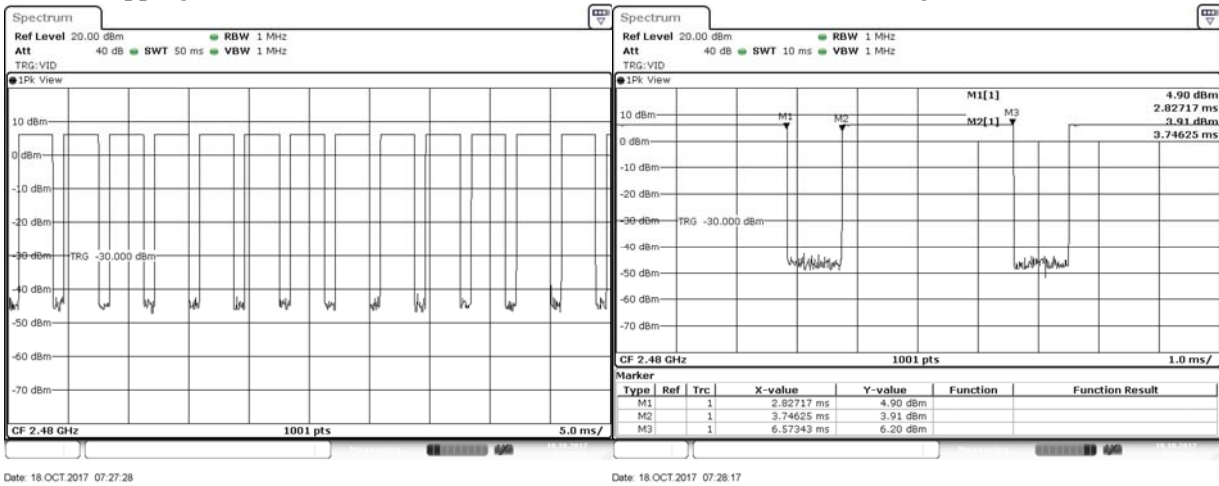 Spectrum
Ref Level 20.00 dBm RBW 1 MHz
Att 40 dB SWT 50 ms VBW 1 MHz
TRG:VID
1Pk View
10 dBm
0 dBm
-10 dBm
-20 dBm
-30 dBm
TRG -30.000 dBm
-40 dBm
-50 dBm
-60 dBm
-70 dBm
CF 2.48 GHz 1001 pts 5.0 ms/
Date: 18.OCT.2017 07:27:28
Spectrum
Ref Level 20.00 dBm RBW 1 MHz
Att 40 dB SWT 10 ms VBW 1 MHz
TRG:VID
1Pk View
M1[1] 4.90 dBm
2.82717 ms
M2[1] 3.91 dBm
3.74625 ms
10 dBm
M1 M2 M3
0 dBm
-10 dBm
-20 dBm
-30 dBm
TRG -30.000 dBm
-40 dBm
-50 dBm
-60 dBm
-70 dBm
CF 2.48 GHz 1001 pts 1.0 ms/
Marker
Type Ref Trc X-value Y-value Function Function Result
M1 1 2.82717 ms 4.90 dBm
M2 1 3.74625 ms 3.91 dBm
M3 1 6.57343 ms 6.20 dBm
Date: 18.OCT.2017 07:28:17